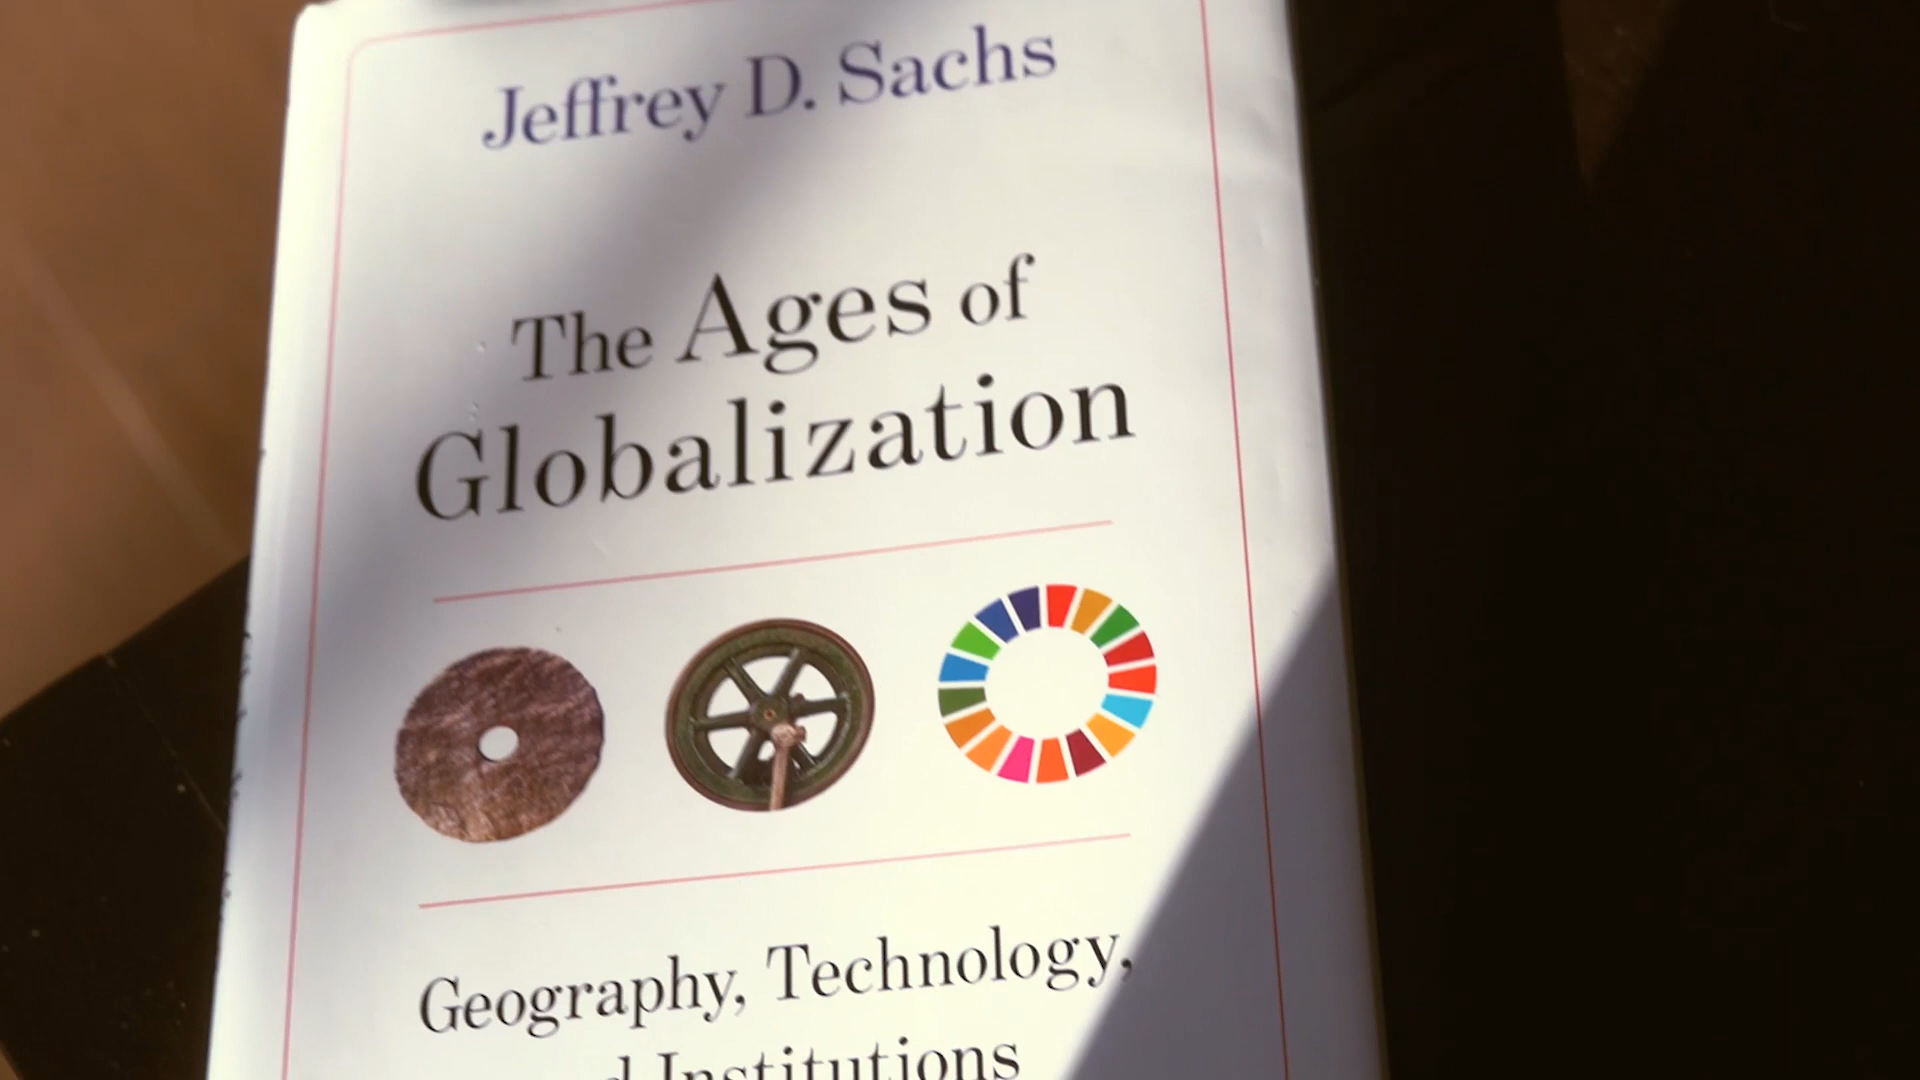 Jeffrey D. Sachs
The Ages of
Globalization
Geography, Technology,
Institutions